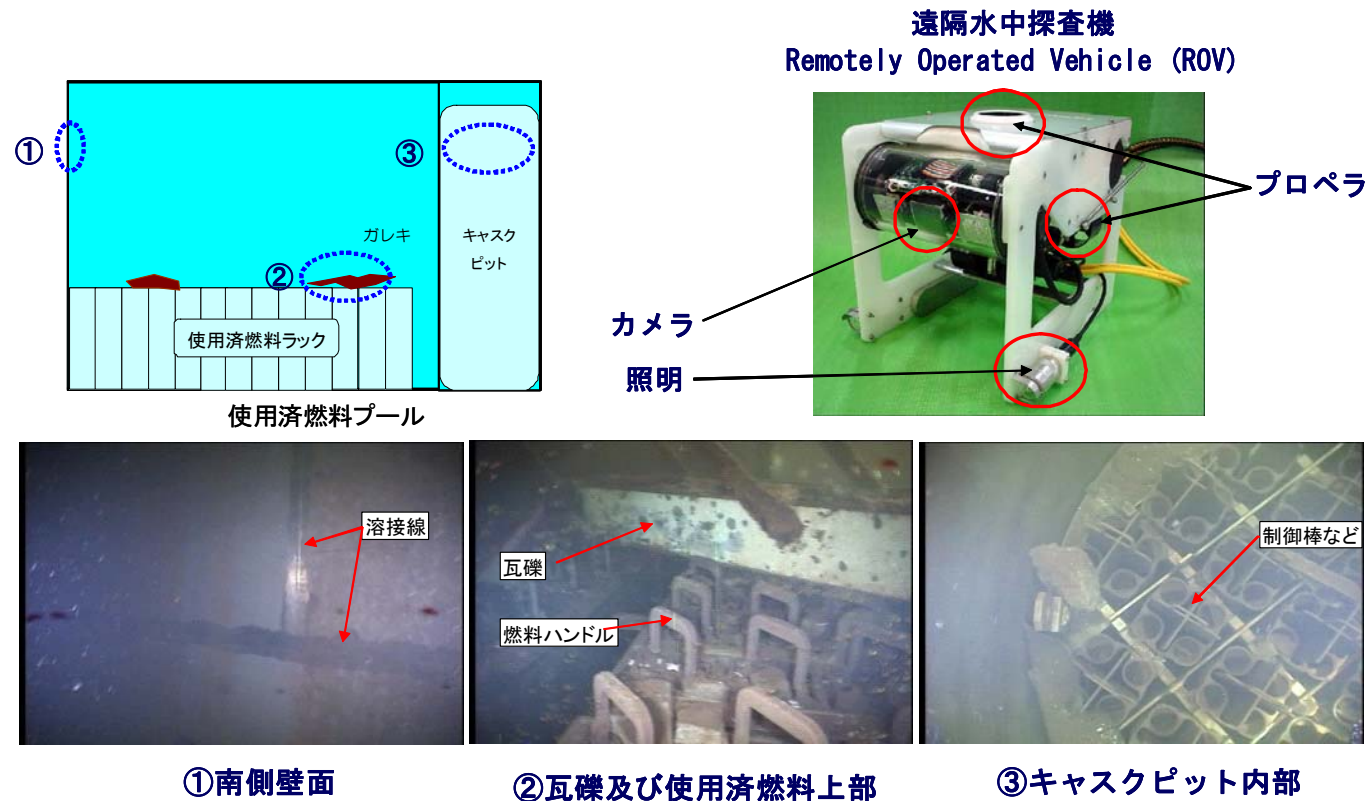 遠隔水中探査機
Remotely Operated Vehicle (ROV)
①
③
ガレキ
キャスク
ピット
②
使用済燃料ラック
使用済燃料プール
プロペラ
カメラ
照明
溶接線
瓦礫
燃料ハンドル
制御棒など
①南側壁面
②瓦礫及び使用済燃料上部
③キャスクピット内部